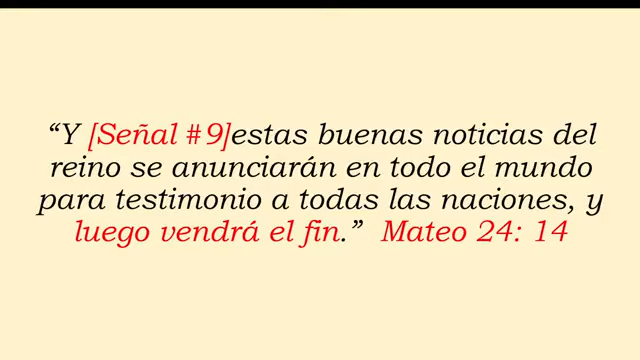 “Y [Señal #9]estas buenas noticias del
reino se anunciarán en todo el mundo
para testimonio a todas las naciones, y
luego vendrá el fin.” Mateo 24: 14